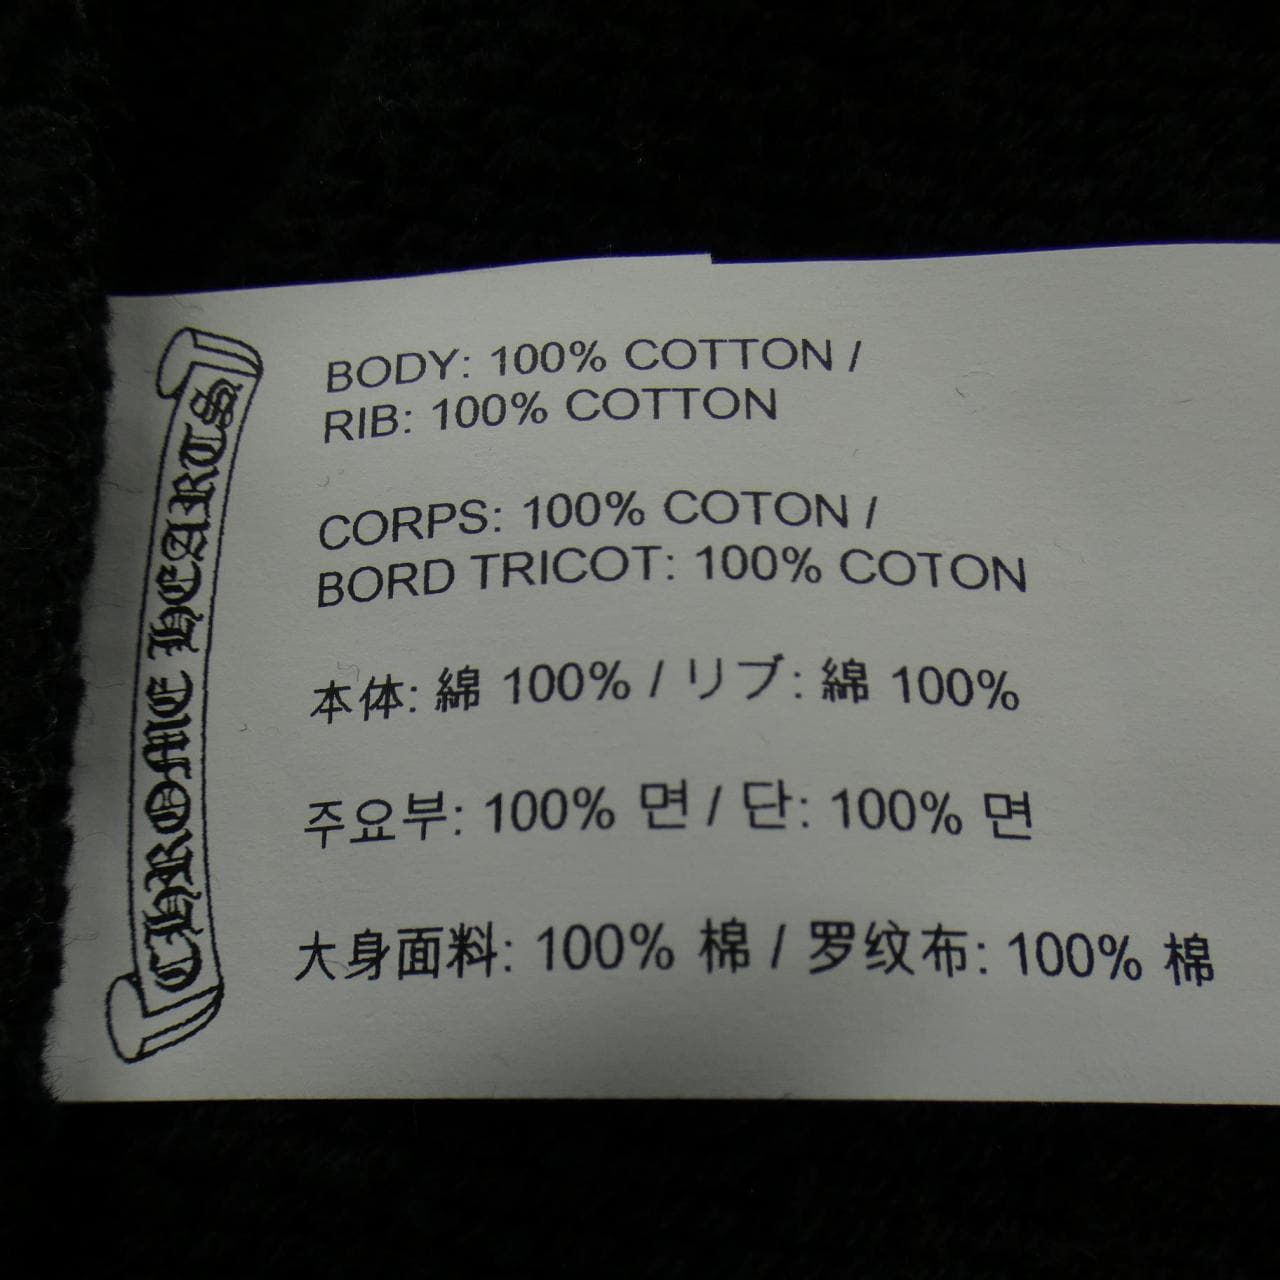 CHROME HEARTS
BODY: 100% COTTON /
RIB: 100% COTTON
CORPS: 100% COTON /
BORD TRICOT: 100% COTON
本体: 綿 100% / リブ: 綿 100%
주요부: 100% 면 / 단: 100% 면
大身面料: 100% 棉 / 罗纹布: 100% 棉